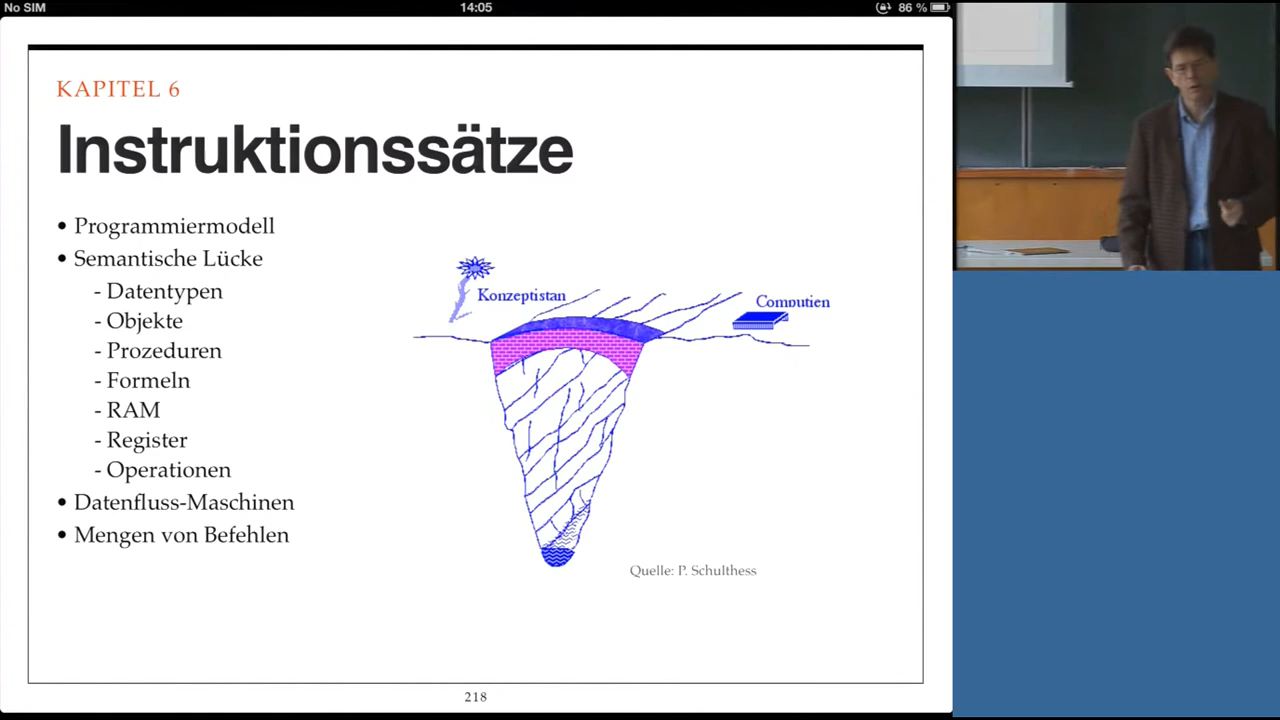 No SIM 14:05 86 %
KAPITEL 6
Instruktionssätze
• Programmiermodell
• Semantische Lücke
- Datentypen
- Objekte
- Prozeduren
- Formeln
- RAM
- Register
- Operationen
• Datenfluss-Maschinen
• Mengen von Befehlen
Konzeptistan
Computien
Quelle: P. Schulthess
218